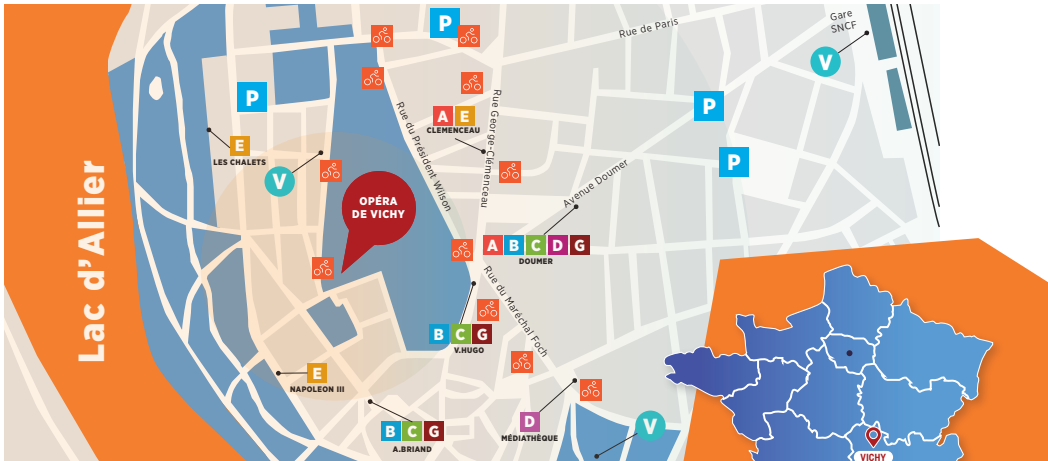 P
Rue de Paris
Gare
SNCF
V
P
P
P
A E
CLEMENCEAU
Rue George-Clémenceau
Rue du Président Wilson
E
LES CHALETS
V
OPÉRA
DE VICHY
Avenue Doumer
A B C D G
DOUMER
Lac d'Allier
Rue du Maréchal Foch
B C G
V.HUGO
E
NAPOLEON III
B C G
A.BRIAND
D
MÉDIATHÈQUE
V
VICHY